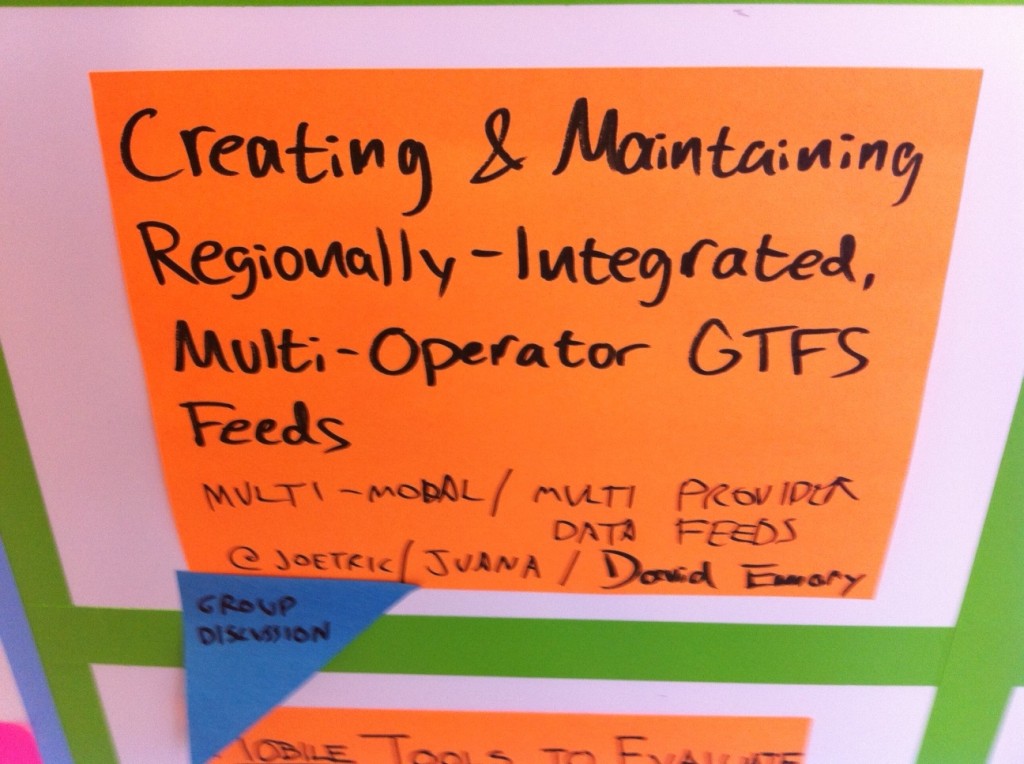 Creating & Maintaining
Regionally-Integrated,
Multi-Operator GTFS
Feeds
MULTI-MODAL/ MULTI PROVIDER
DATA FEEDS
@JOETRIC/ JUANA / David Emory
GROUP
DISCUSSION
MOBILE TOOLS TO EVALUATE